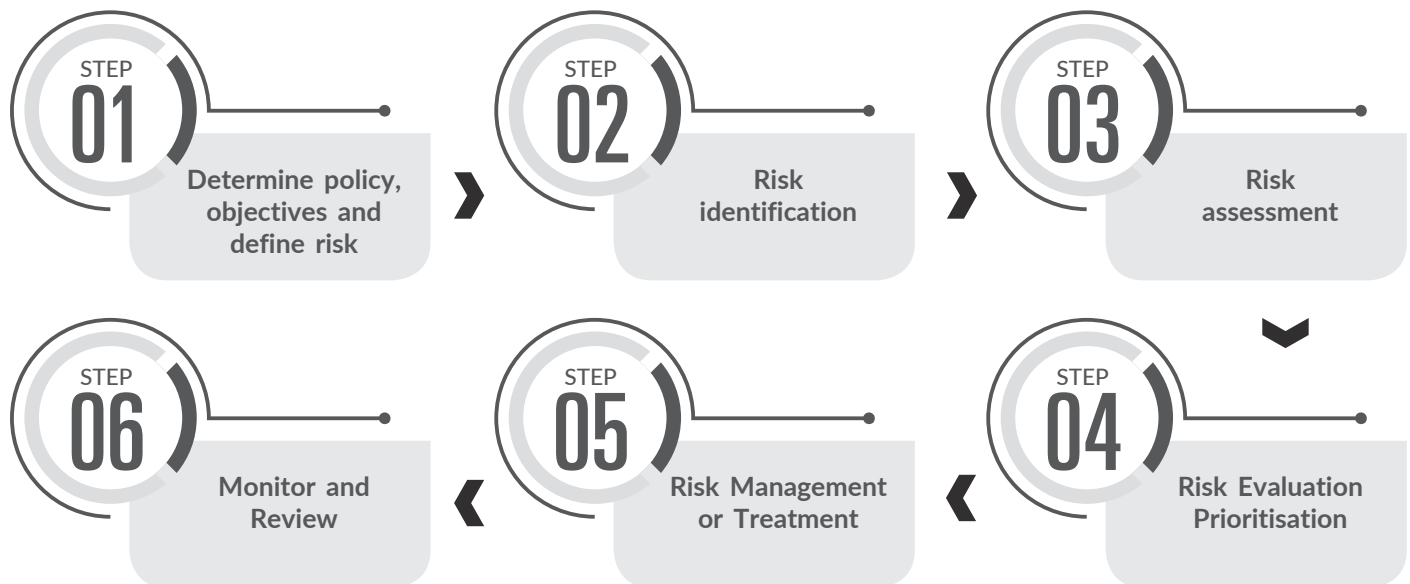 STEP
01
Determine policy,
objectives and
define risk
STEP
02
Risk
identification
STEP
03
Risk
assessment
STEP
04
Risk Evaluation
Prioritisation
STEP
05
Risk Management
or Treatment
STEP
06
Monitor and
Review